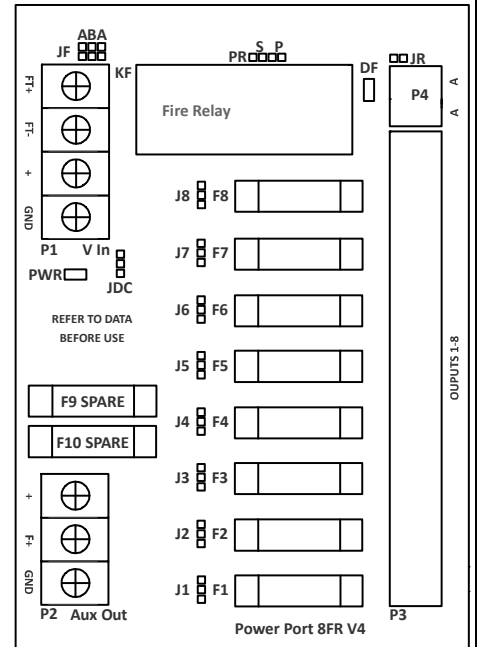 ABA
JF
S P
PR
JR
DF
KF
FT+
Fire Relay
P4
A
A
FT-
+
GND
P1 V In
J8 F8
J7 F7
PWR
JDC
J6 F6
REFER TO DATA
BEFORE USE
J5 F5
OUPUTS 1-8
F9 SPARE
J4 F4
F10 SPARE
J3 F3
+
F+
J2 F2
GND
J1 F1
P2 Aux Out
P3
Power Port 8FR V4